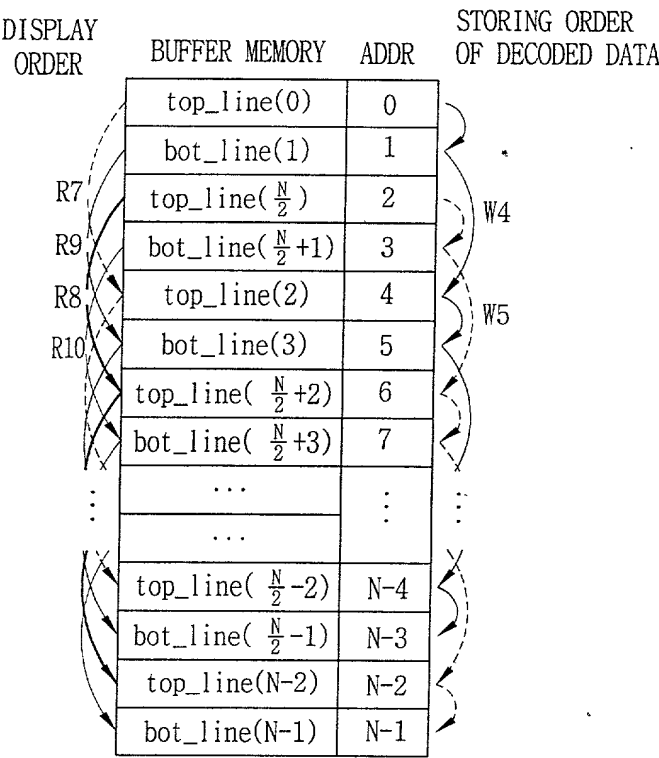 DISPLAY ORDER
BUFFER MEMORY
ADDR
STORING ORDER
OF DECODED DATA
top_line(0) 0
bot_line(1) 1
top_line(N/2) 2
bot_line(N/2+1) 3
top_line(2) 4
bot_line(3) 5
top_line(N/2+2) 6
bot_line(N/2+3) 7
... ...
...
top_line(N/2-2) N-4
bot_line(N/2-1) N-3
top_line(N-2) N-2
bot_line(N-1) N-1
R7
R9
R8
R10
...
W4
W5
...